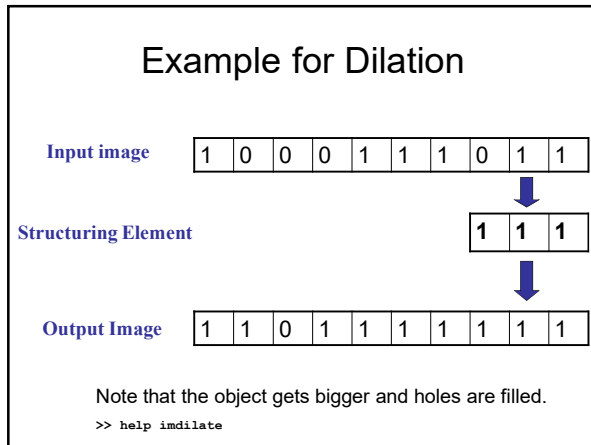 Example for Dilation
Input image 1 0 0 0 1 1 1 0 1 1
Structuring Element 1 1 1
Output Image 1 1 0 1 1 1 1 1 1 1
Note that the object gets bigger and holes are filled.
>> help imdilate